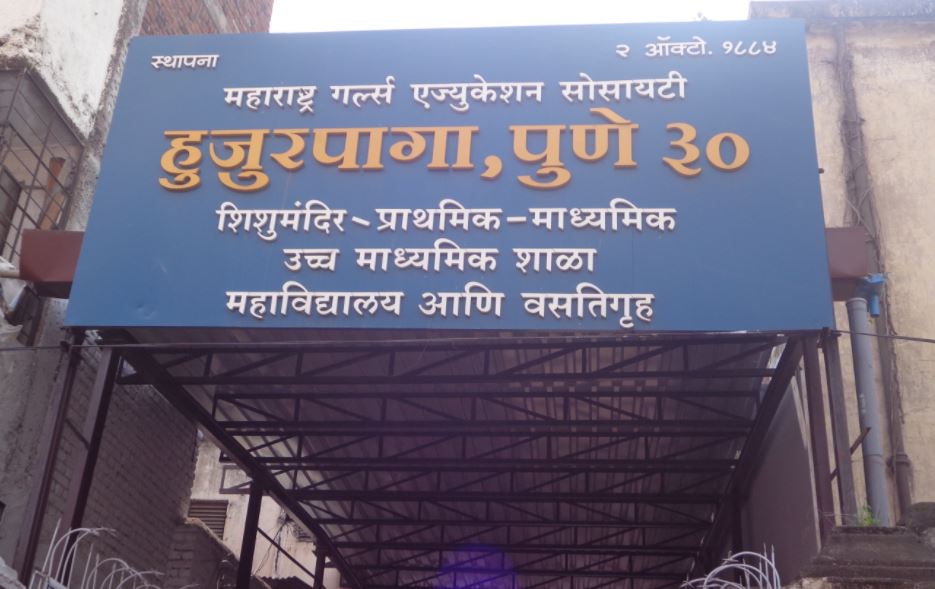 स्थापना २ ऑक्टो. १८८४
महाराष्ट्र गर्ल्स एज्युकेशन सोसायटी
हुजुरपागा, पुणे ३०
शिशुमंदिर~प्राथमिक-माध्यमिक
उच्च माध्यमिक शाळा
महाविद्यालय आणि वसतिगृह